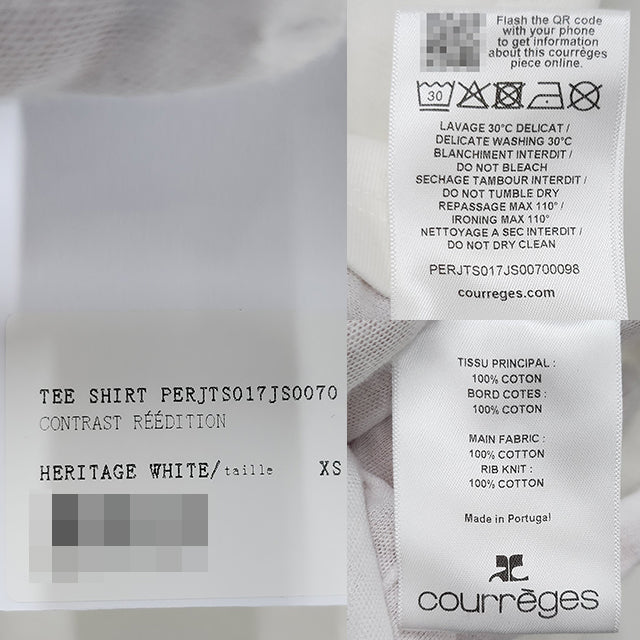 TEE SHIRT PERJTS017JS0070
CONTRAST RÉÉDITION
HERITAGE WHITE/taille XS
Flash the QR code
with your phone
to get information
about this courrèges
piece online.
30
LAVAGE 30°C DELICAT /
DELICATE WASHING 30°C
BLANCHIMENT INTERDIT /
DO NOT BLEACH
SECHAGE TAMBOUR INTERDIT /
DO NOT TUMBLE DRY
REPASSAGE MAX 110° /
IRONING MAX 110°
NETTOYAGE A SEC INTERDIT /
DO NOT DRY CLEAN
PERJTS017JS00700098
courreges.com
TISSU PRINCIPAL :
100% COTON
BORD COTES :
100% COTON
MAIN FABRIC :
100% COTTON
RIB KNIT :
100% COTTON
Made in Portugal
courrèges